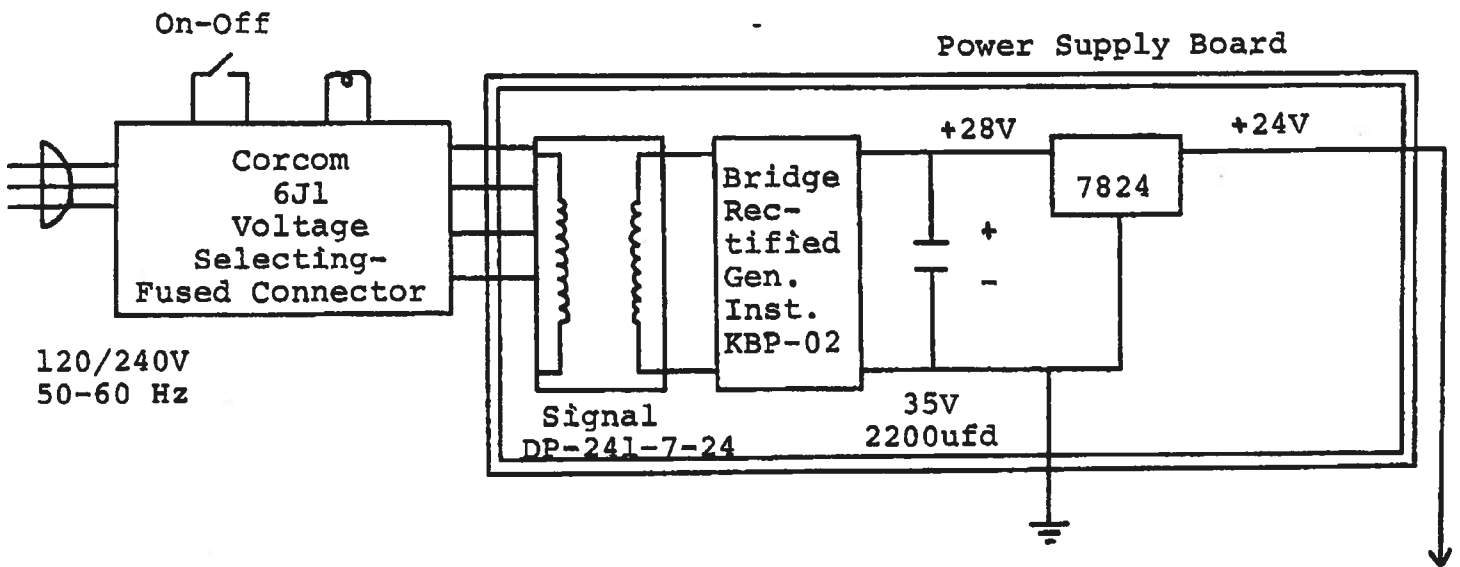 On-Off
Power Supply Board
Corcom
6J1
Voltage
Selecting-
Fused Connector
120/240V
50-60 Hz
Signal
DP-241-7-24
Bridge
Rec-
tified
Gen.
Inst.
KBP-02
+28V
+
-
35V
2200ufd
7824
+24V